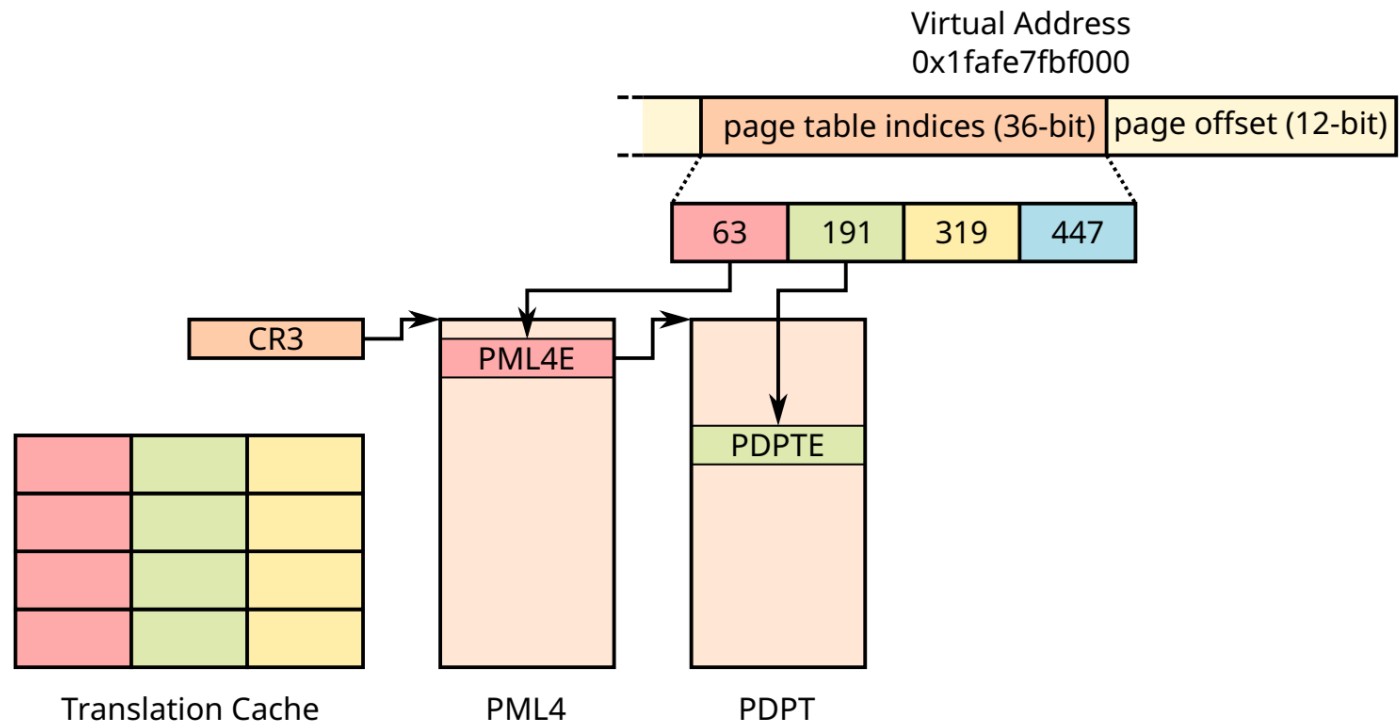 Virtual Address
0x1fafe7fbf000
page table indices (36-bit)
page offset (12-bit)
63
191
319
447
CR3
PML4E
PDPTE
Translation Cache
PML4
PDPT